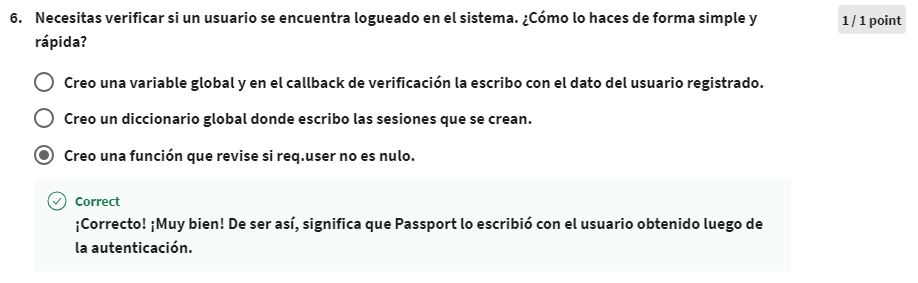 6. Necesitas verificar si un usuario se encuentra logueado en el sistema. ¿Cómo lo haces de forma simple y
1 / 1 point
rápida?
Creo una variable global y en el callback de verificación la escribo con el dato del usuario registrado.
Creo un diccionario global donde escribo las sesiones que se crean.
Creo una función que revise si req.user no es nulo.
Correct
¡Correcto! ¡Muy bien! De ser así, significa que Passport lo escribió con el usuario obtenido luego de
la autenticación.